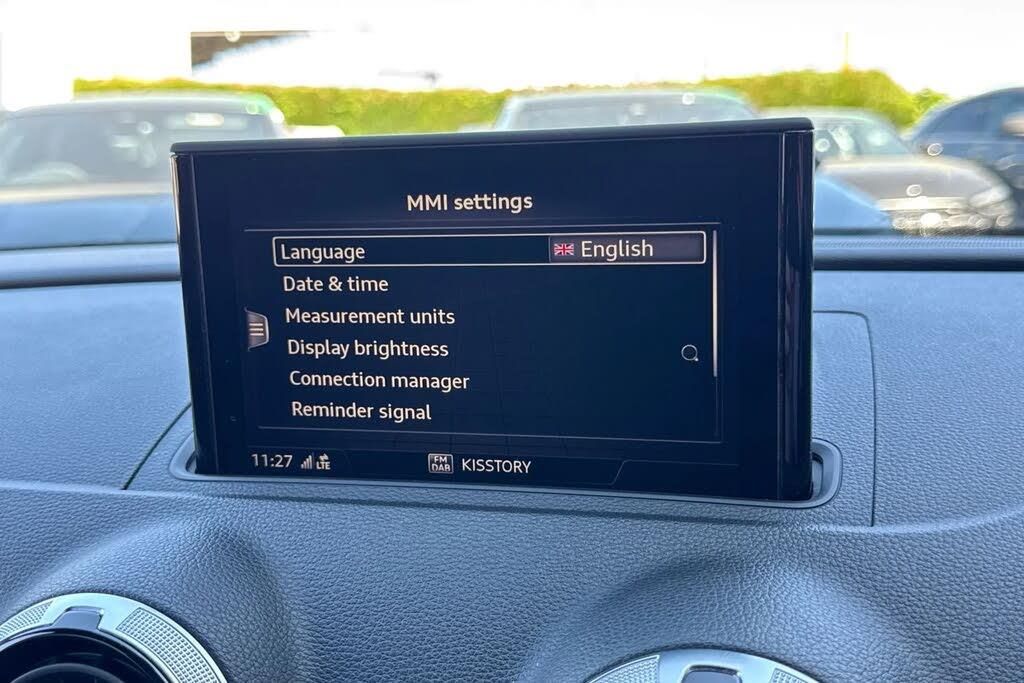 MMI settings
Language English
Date & time
Measurement units
Display brightness
Connection manager
Reminder signal
11:27 LTE FM DAB KISSTORY